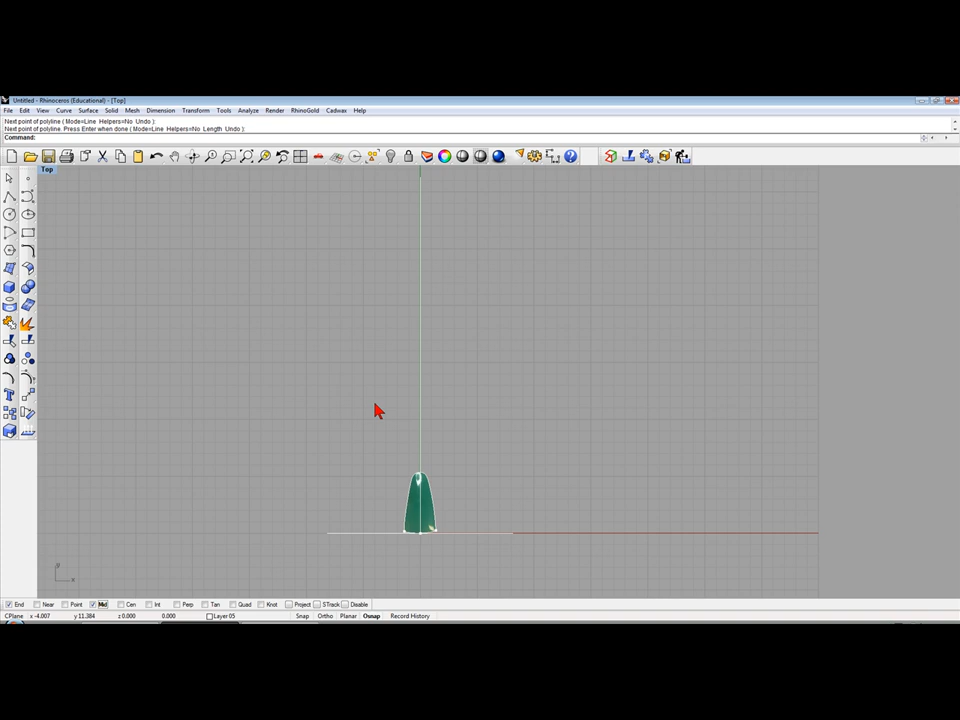 Untitled - Rhinoceros (Educational) - [Top]
File Edit View Curve Surface Solid Mesh Dimension Transform Tools Analyze Render RhinoGold Cadwax Help
Next point of polyline ( Mode=Line Helpers=No Undo ):
Next point of polyline. Press Enter when done ( Mode=Line Helpers=No Length Undo ):
Command:
Top
y
x
End Near Point Mid Cen Int Perp Tan Quad Knot Project STrack Disable
CPlane x -4.007 y 11.384 z 0.000 0.000 Layer 05 Snap Ortho Planar Osnap Record History